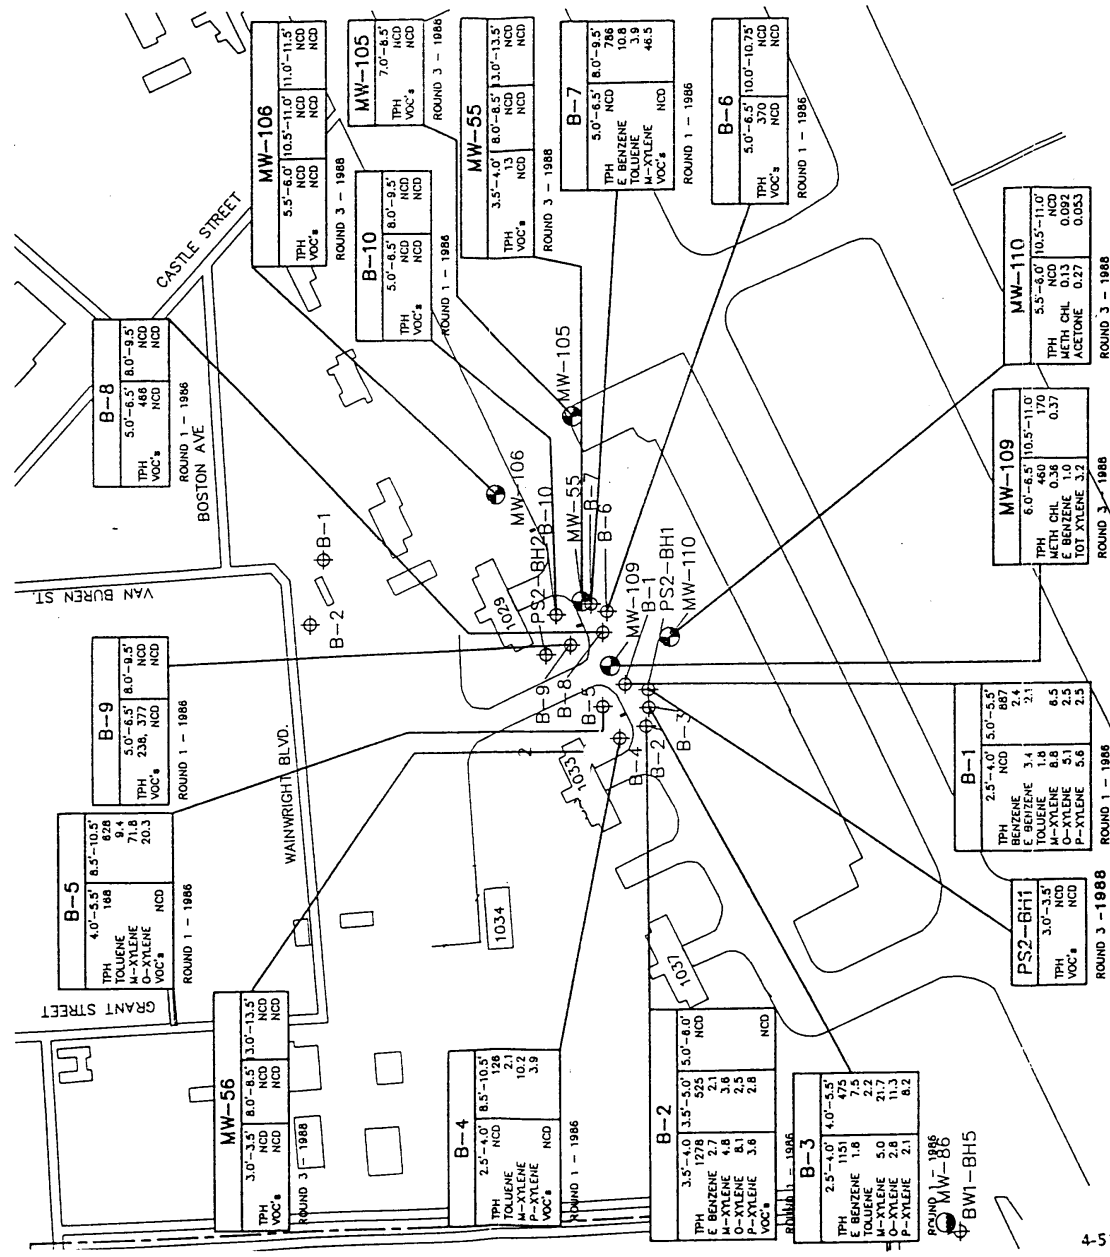 MW-106
5.5'-6.0' 10.5'-11.0' 11.0'-11.5'
TPH NCD NCD NCD
VOC's NCD NCD NCD
ROUND 3 - 1988
MW-105
7.0'-8.5'
TPH NCD
VOC's NCD
ROUND 3 - 1988
MW-55
3.5'-4.0' 8.0'-8.5' 13.0'-13.5'
TPH 13 NCD NCD
VOC's NCD NCD NCD
ROUND 3 - 1988
B-7
5.0'-6.5' 8.0'-9.5'
TPH NCD 786
E BENZENE 10.8
TOLUENE 3.9
M-XYLENE 46.5
VOC's NCD
ROUND 1 - 1986
B-6
5.0'-6.5' 10.0'-10.75'
TPH 370 NCD
VOC's NCD NCD
ROUND 1 - 1986
B-10
5.0'-6.5' 8.0'-9.5'
TPH NCD NCD
VOC's NCD NCD
ROUND 1 - 1986
B-8
5.0'-6.5' 8.0'-9.5'
TPH 486 NCD
VOC's NCD NCD
ROUND 1 - 1986
MW-110
5.5'-6.0' 10.5'-11.0'
TPH NCD NCD
METH CHL 0.13 0.092
ACETONE 0.27 0.053
ROUND 3 - 1988
MW-109
6.0'-6.5' 10.5'-11.0'
TPH 460 170
METH CHL 0.36 0.37
E BENZENE 1.0
TOT XYLENE 3.2
ROUND 3 - 1988
B-9
5.0'-6.5' 8.0'-9.5'
TPH 238, 377 NCD
VOC's NCD NCD
ROUND 1 - 1986
B-5
4.0'-5.5' 8.5'-10.5'
TPH 168 628
TOLUENE 9.4
M-XYLENE 71.8
O-XYLENE 20.3
VOC's NCD
ROUND 1 - 1986
B-1
2.5'-4.0' 5.0'-5.5'
TPH NCD 887
BENZENE 2.4
E BENZENE 3.4 2.1
TOLUENE 1.8
M-XYLENE 8.8 6.5
O-XYLENE 5.1 2.5
P-XYLENE 5.6 2.5
ROUND 1 - 1986
PS2-BH1
3.0'-3.5'
TPH NCD
VOC's NCD
ROUND 3 - 1988
MW-56
3.0'-3.5' 8.0'-8.5' 3.0'-13.5'
TPH NCD NCD NCD
VOC's NCD NCD NCD
ROUND 3 - 1988
B-4
2.5'-4.0' 8.5'-10.5'
TPH NCD 126
TOLUENE 2.1
M-XYLENE 10.2
P-XYLENE 3.9
VOC's NCD
ROUND 1 - 1986
B-2
3.5'-4.0 3.5'-5.0' 5.0'-6.0'
TPH 1278 525 NCD
E BENZENE 2.7 2.1
M-XYLENE 4.8 3.6
O-XYLENE 8.1 2.5
P-XYLENE 3.6 2.8
VOC's NCD
ROUND 1 - 1986
B-3
2.5'-4.0' 4.0'-5.5'
TPH 1151 475
E BENZENE 1.8 7.5
TOLUENE 2.2
M-XYLENE 5.0 21.7
O-XYLENE 2.8 11.3
P-XYLENE 2.1 8.2
ROUND 1 - 1986
MW-86
BW1-BH5
CASTLE STREET
BOSTON AVE
VAN BUREN ST.
WAINWRIGHT BLVD.
GRANT STREET
B-1
B-2
MW-105
MW-106
B-10
PS2-BH2
MW-55
B-7
B-6
1029
B-9
B-8
B-5
MW-109
B-1
PS2-BH1
MW-110
B-4
B-2
B-3
2
1033
1034
1037
4-5